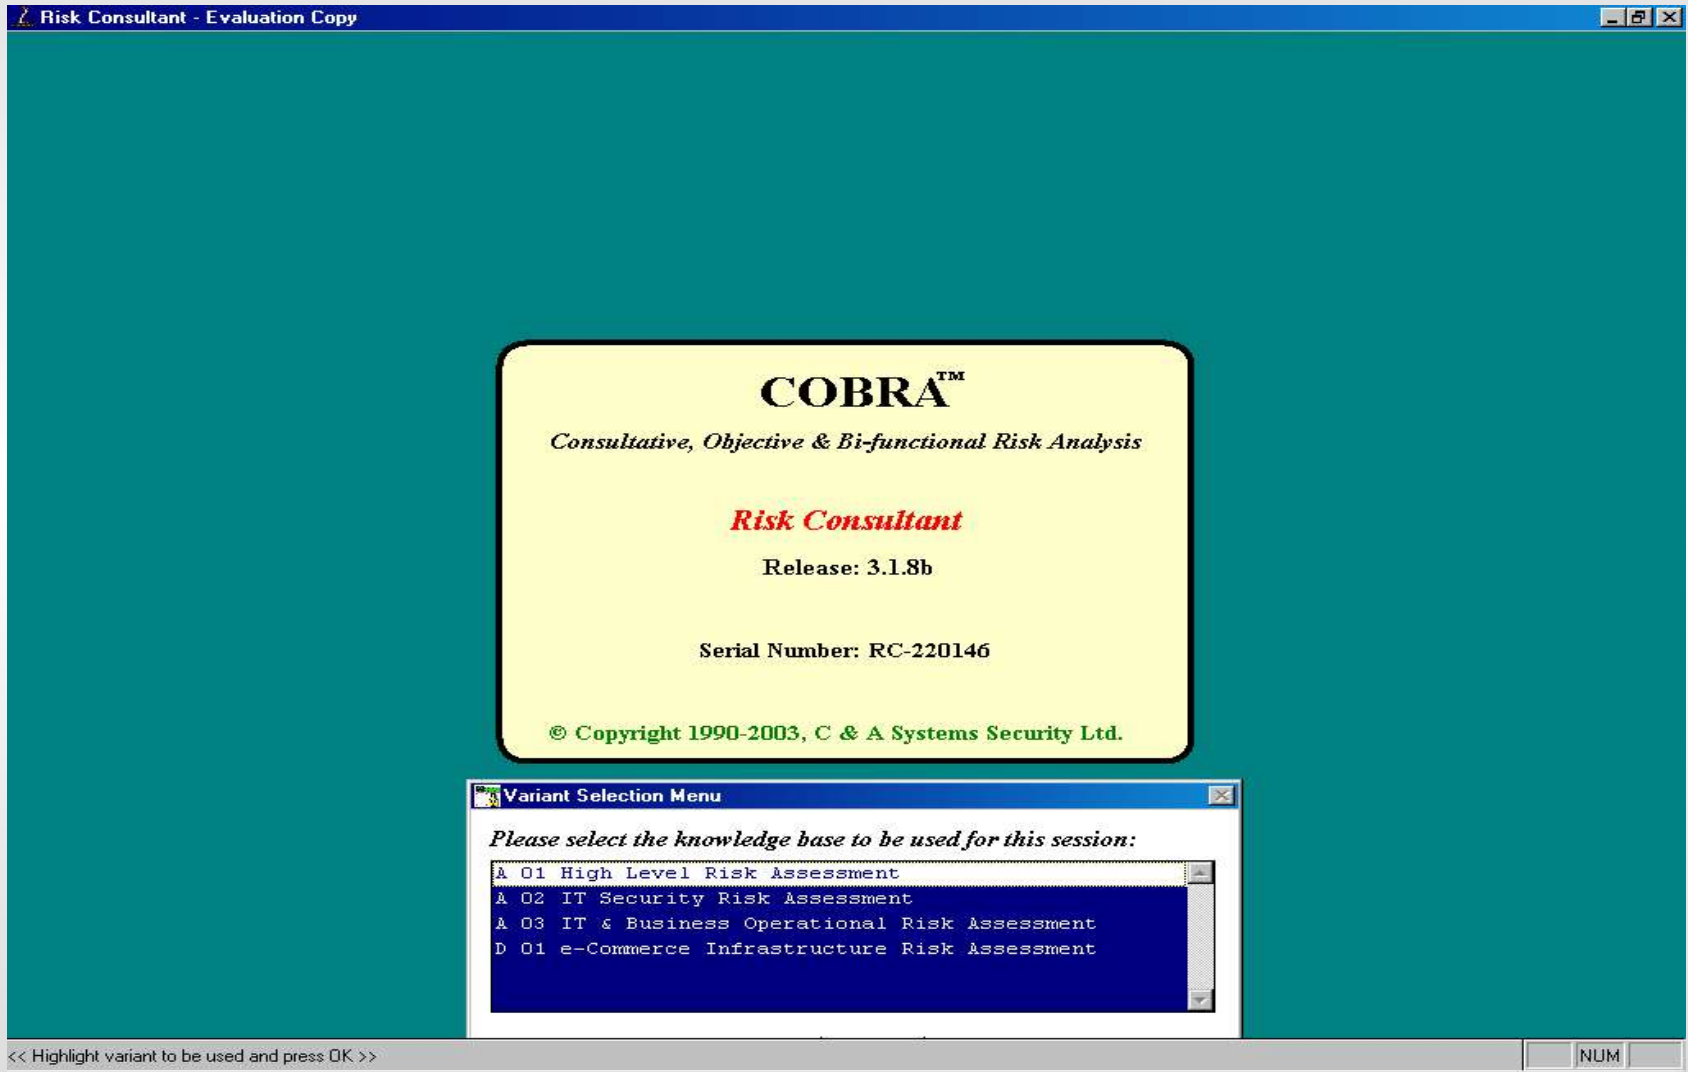 Risk Consultant - Evaluation Copy
COBRA™
Consultative, Objective & Bi-functional Risk Analysis
Risk Consultant
Release: 3.1.8b
Serial Number: RC-220146
© Copyright 1990-2003, C & A Systems Security Ltd.
Variant Selection Menu
Please select the knowledge base to be used for this session:
A 01 High Level Risk Assessment
A 02 IT Security Risk Assessment
A 03 IT & Business Operational Risk Assessment
D 01 e-Commerce Infrastructure Risk Assessment
<< Highlight variant to be used and press OK >>
NUM